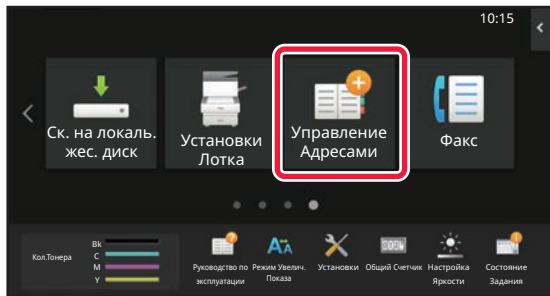 10:15
Ск. на локаль.
жес. диск
Установки
Лотка
Управление
Адресами
Факс
Кол.Тонера
Bk
C
M
Y
Руководство по
эксплуатации
Режим Увелич.
Показа
Установки
Общий Счетчик
Настройка
Яркости
Состояние
Задания